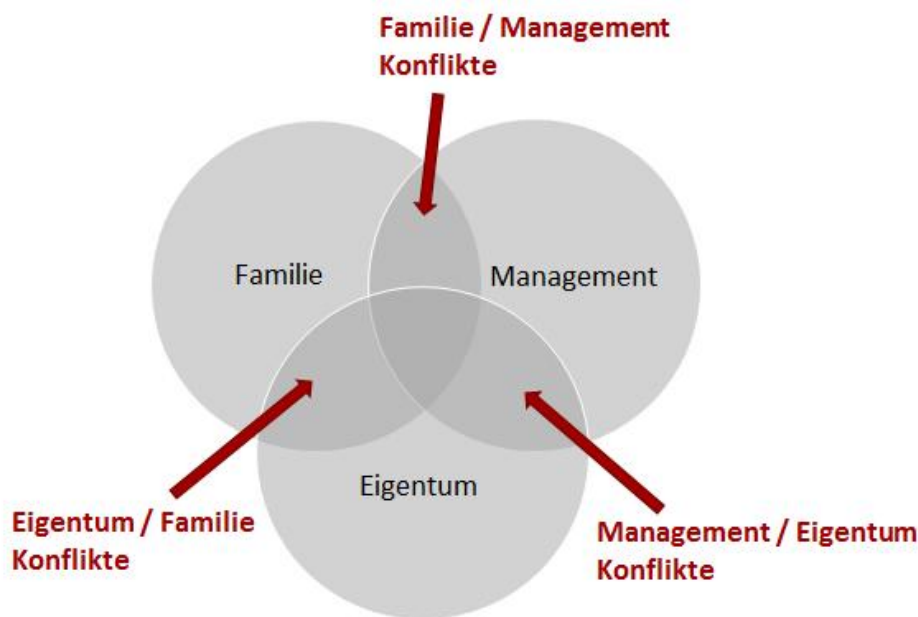 Familie / Management
Konflikte
Familie
Management
Eigentum
Eigentum / Familie
Konflikte
Management / Eigentum
Konflikte